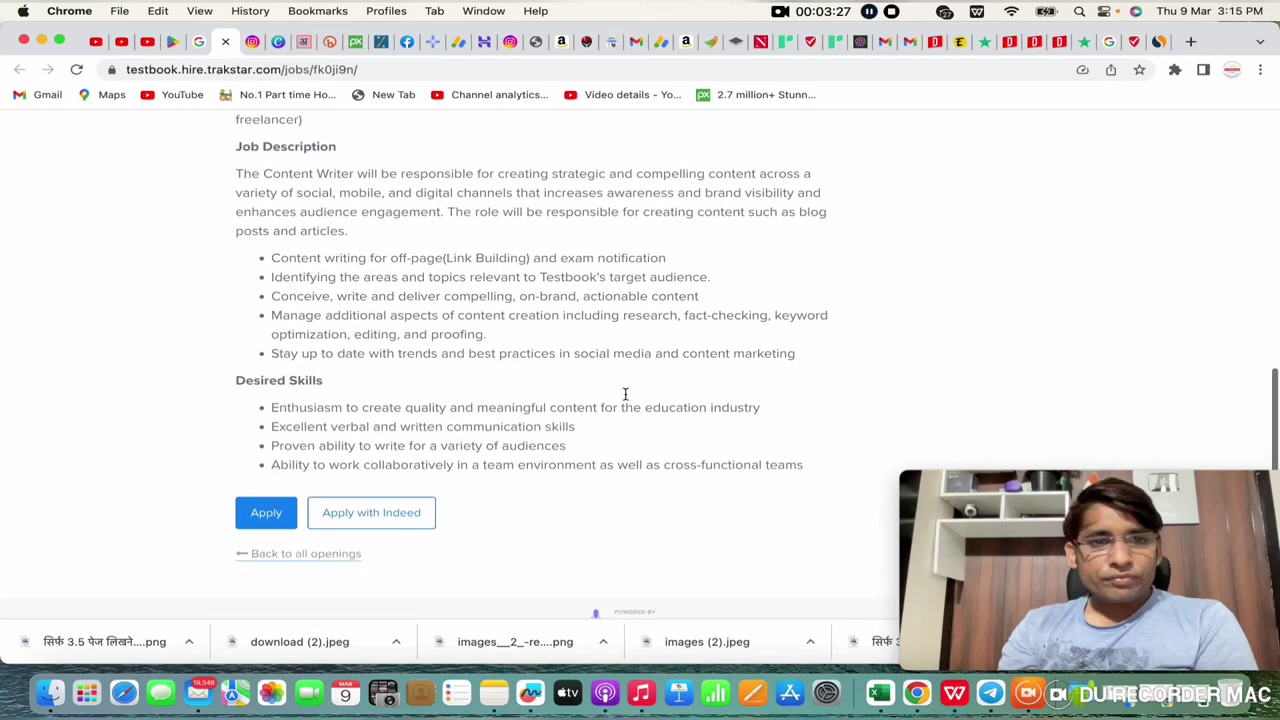 Chrome File Edit View History Bookmarks Profiles Tab Window Help 00:03:27 27 Thu 9 Mar 3:15 PM
testbook.hire.trakstar.com/jobs/fk0ji9n/
Gmail Maps YouTube No.1 Part time Ho... New Tab Channel analytics... Video details - Yo... 2.7 million+ Stunn...
freelancer)
Job Description
The Content Writer will be responsible for creating strategic and compelling content across a
variety of social, mobile, and digital channels that increases awareness and brand visibility and
enhances audience engagement. The role will be responsible for creating content such as blog
posts and articles.
Content writing for off-page(Link Building) and exam notification
Identifying the areas and topics relevant to Testbook's target audience.
Conceive, write and deliver compelling, on-brand, actionable content
Manage additional aspects of content creation including research, fact-checking, keyword
optimization, editing, and proofing.
Stay up to date with trends and best practices in social media and content marketing
Desired Skills
Enthusiasm to create quality and meaningful content for the education industry
Excellent verbal and written communication skills
Proven ability to write for a variety of audiences
Ability to work collaboratively in a team environment as well as cross-functional teams
Apply Apply with Indeed
Back to all openings
POWERED BY
सिर्फ 3.5 पेज लिखने....png download (2).jpeg images__2_-re....png images (2).jpeg सिर्फ 3
19,346 MAR 9 tv
DU RECORDER MAC